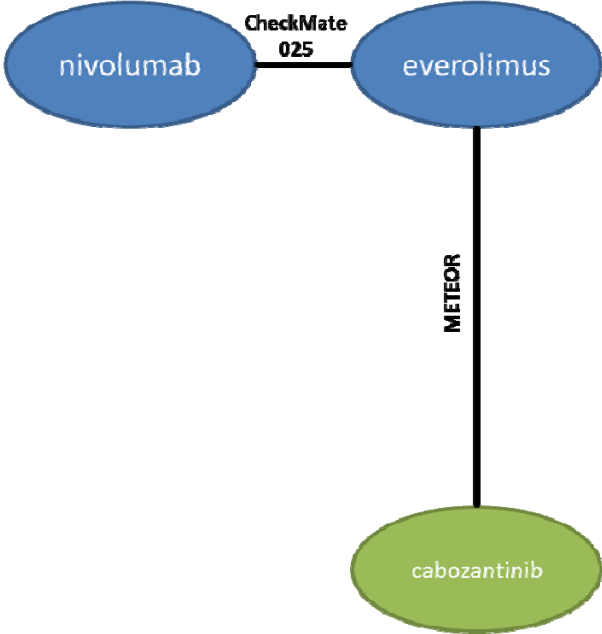 CheckMate
025
nivolumab
everolimus
METEOR
cabozantinib